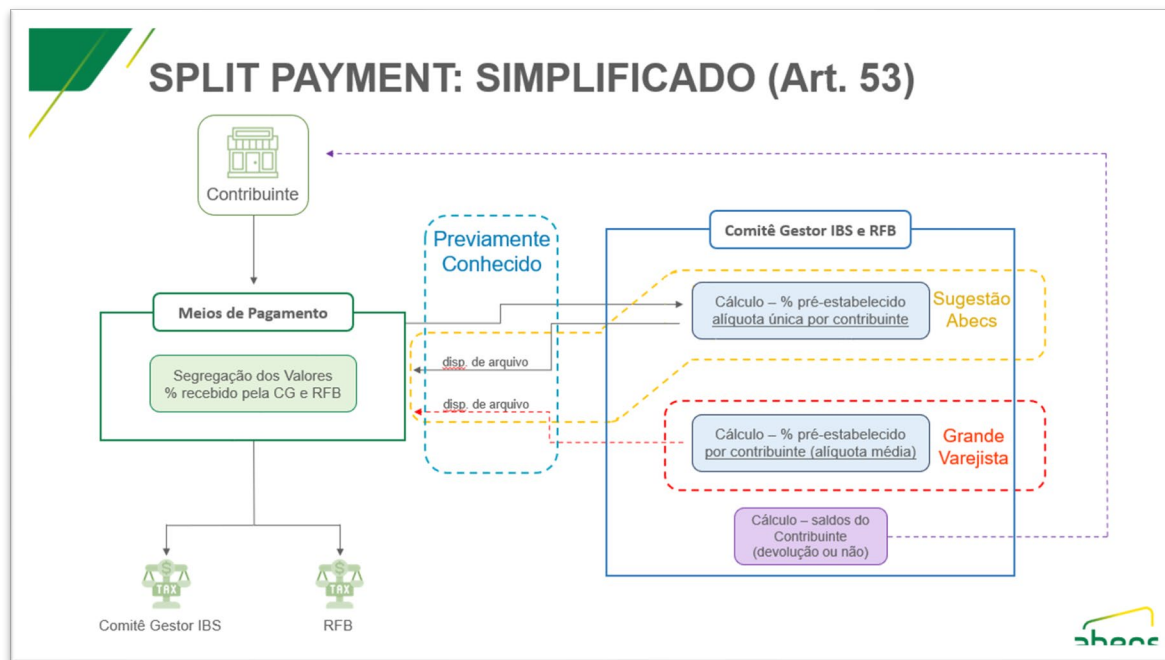 SPLIT PAYMENT: SIMPLIFICADO (Art. 53)
Contribuinte
Previamente
Conhecido
Comitê Gestor IBS e RFB
Meios de Pagamento
Segregação dos Valores
% recebido pela CG e RFB
disp. de arquivo
disp. de arquivo
Cálculo – % pré-estabelecido
alíquota única por contribuinte
Sugestão
Abecs
Cálculo – % pré-estabelecido
por contribuinte (alíquota média)
Grande
Varejista
Cálculo – saldos do
Contribuinte
(devolução ou não)
S
TAX
Comitê Gestor IBS
S
TAX
RFB
abecs